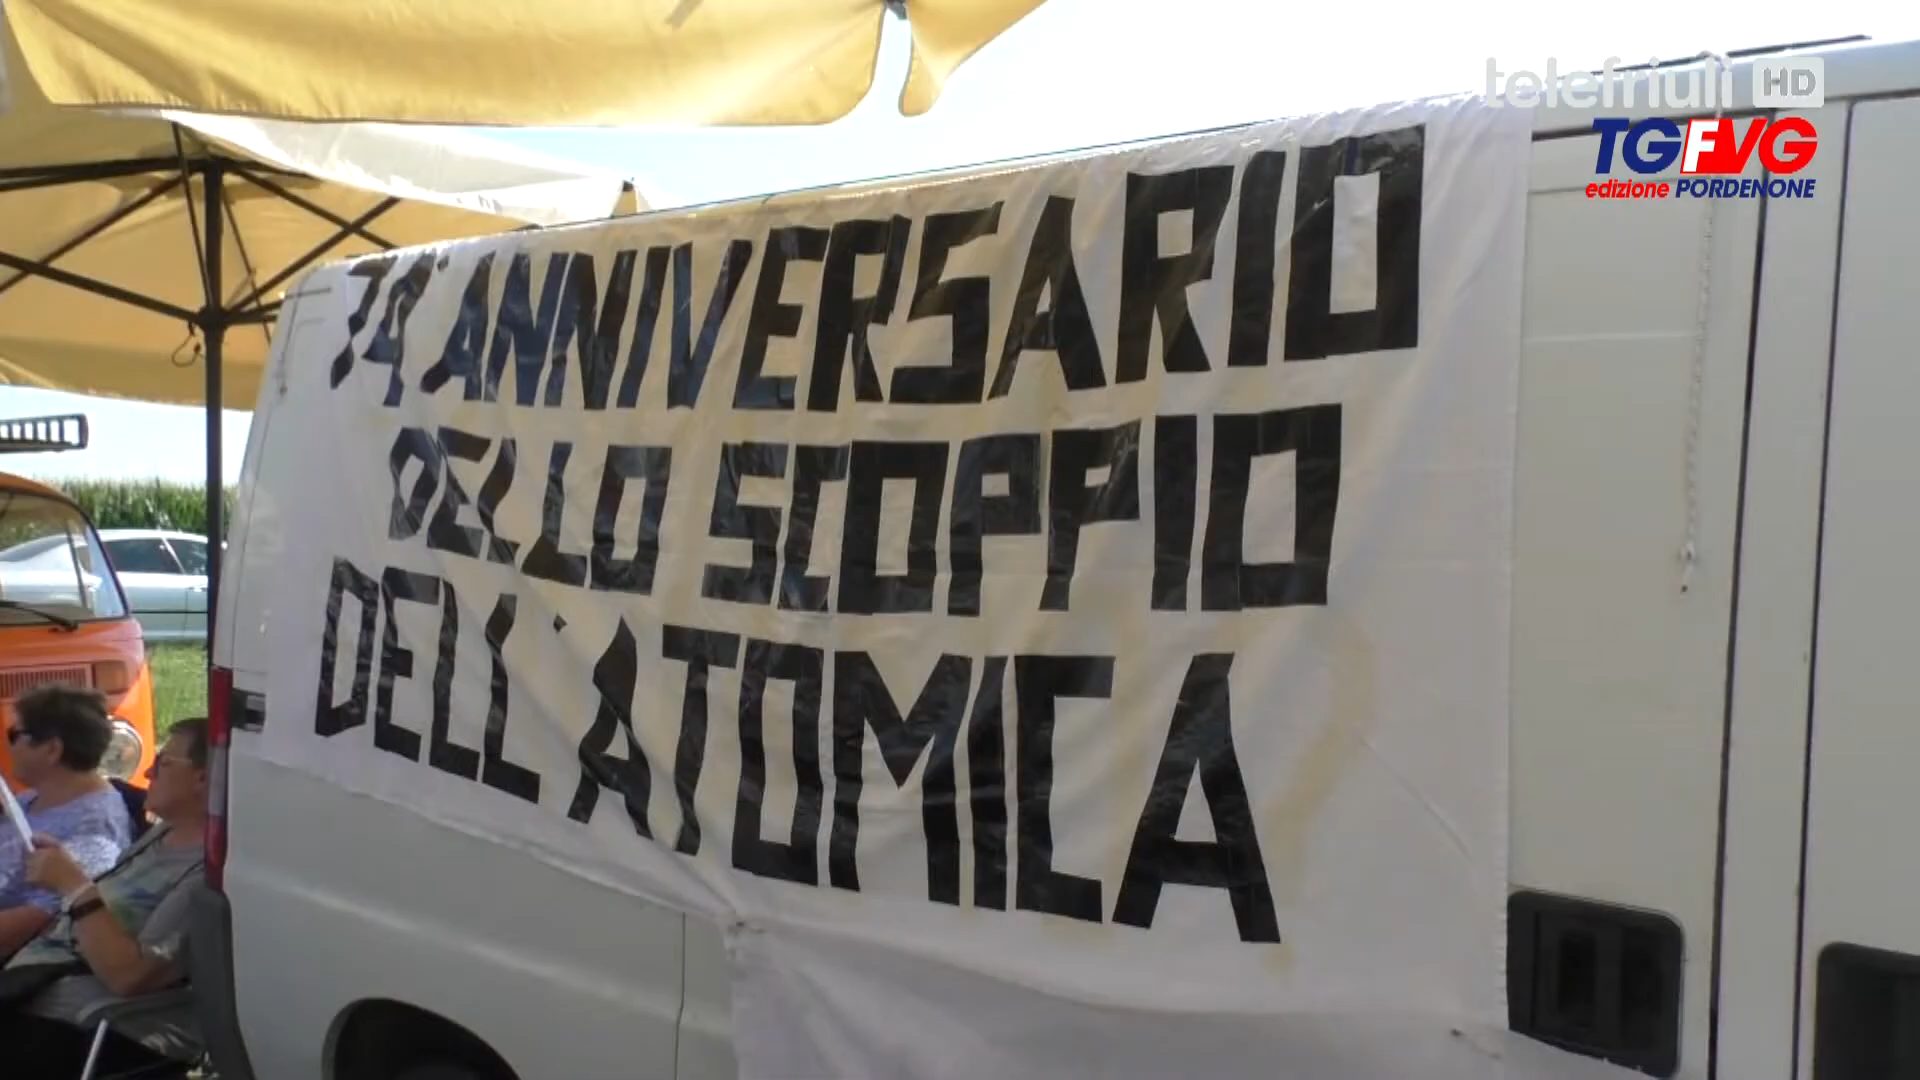 telefriuli HD
TGFVG
edizione PORDENONE
74° ANNIVERSARIO
DELLO SCOPPIO
DELL'ATOMICA